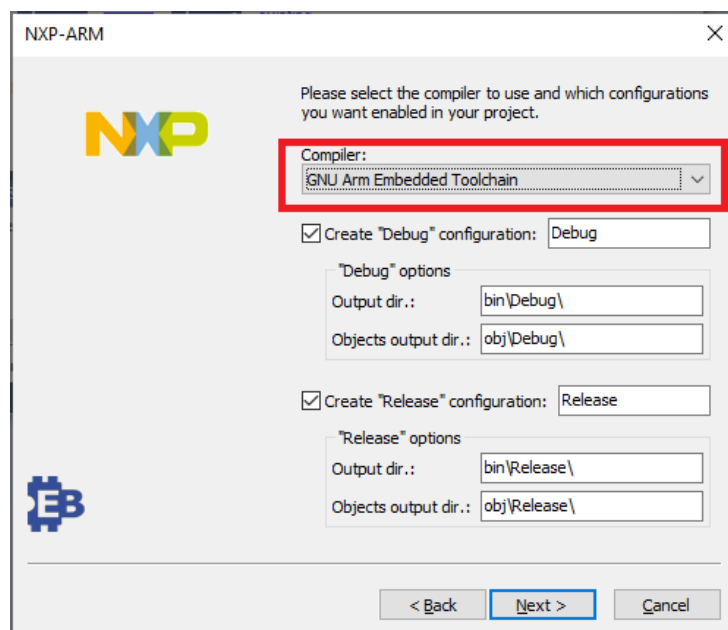 NXP-ARM
Please select the compiler to use and which configurations
you want enabled in your project.
NXP
Compiler:
GNU Arm Embedded Toolchain
Create "Debug" configuration: Debug
"Debug" options
Output dir.: bin\Debug\
Objects output dir.: obj\Debug\
Create "Release" configuration: Release
"Release" options
Output dir.: bin\Release\
Objects output dir.: obj\Release\
EB
< Back Next > Cancel